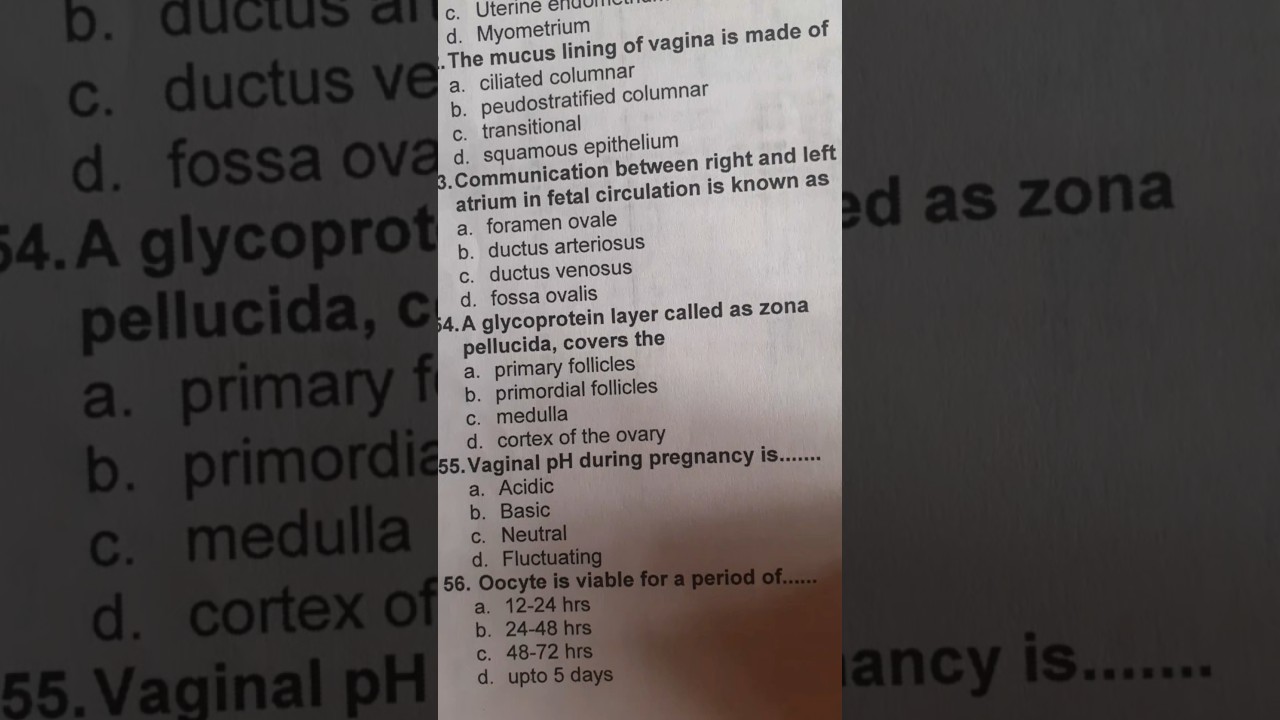 c. Uterine
d. Myometrium
.The mucus lining of vagina is made of
a. ciliated columnar
b. peudostratified columnar
c. transitional
d. squamous epithelium
3.Communication between right and left
atrium in fetal circulation is known as
a. foramen ovale
b. ductus arteriosus
c. ductus venosus
d. fossa ovalis
54.A glycoprotein layer called as zona
pellucida, covers the
a. primary follicles
b. primordial follicles
c. medulla
d. cortex of the ovary
55.Vaginal pH during pregnancy is.......
a. Acidic
b. Basic
c. Neutral
d. Fluctuating
56. Oocyte is viable for a period of......
a. 12-24 hrs
b. 24-48 hrs
c. 48-72 hrs
d. upto 5 days